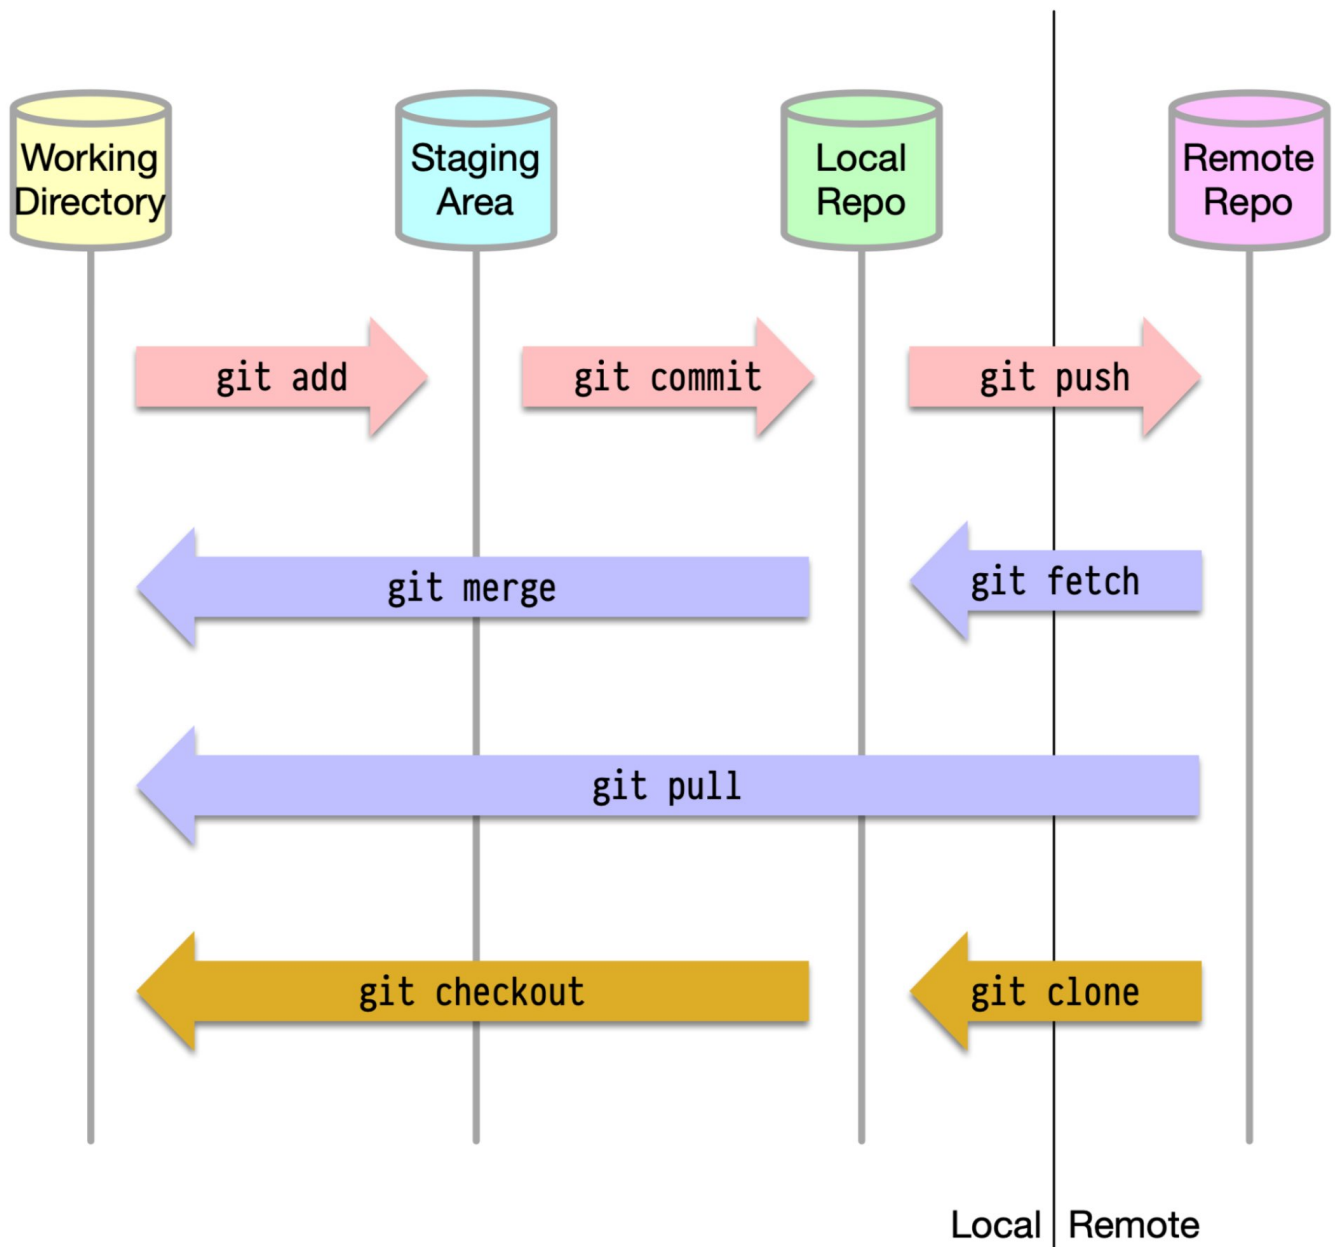 Working
Directory
Staging
Area
Local
Repo
Remote
Repo
git add
git commit
git push
git merge
git fetch
git pull
git checkout
git clone
Local
Remote